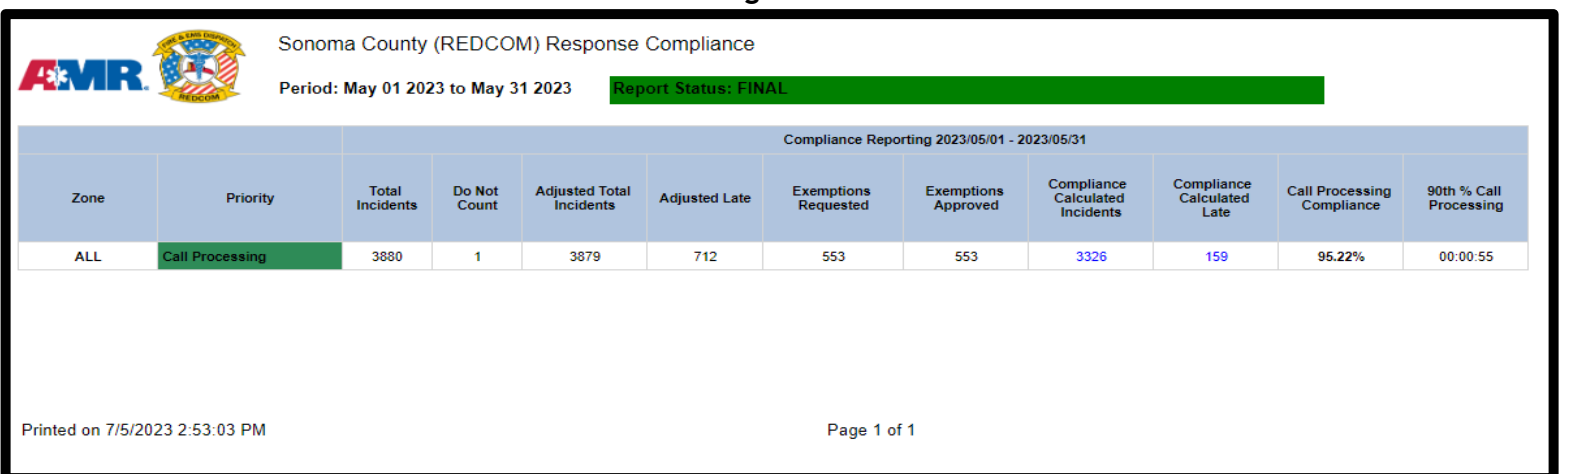 AMR
FIRE & EMS DISPATCH
REDCOM
Sonoma County (REDCOM) Response Compliance
Period: May 01 2023 to May 31 2023 Report Status: FINAL
Compliance Reporting 2023/05/01 - 2023/05/31
Zone Priority Total Incidents Do Not Count Adjusted Total Incidents Adjusted Late Exemptions Requested Exemptions Approved Compliance Calculated Incidents Compliance Calculated Late Call Processing Compliance 90th % Call Processing
ALL Call Processing 3880 1 3879 712 553 553 3326 159 95.22% 00:00:55
Printed on 7/5/2023 2:53:03 PM Page 1 of 1